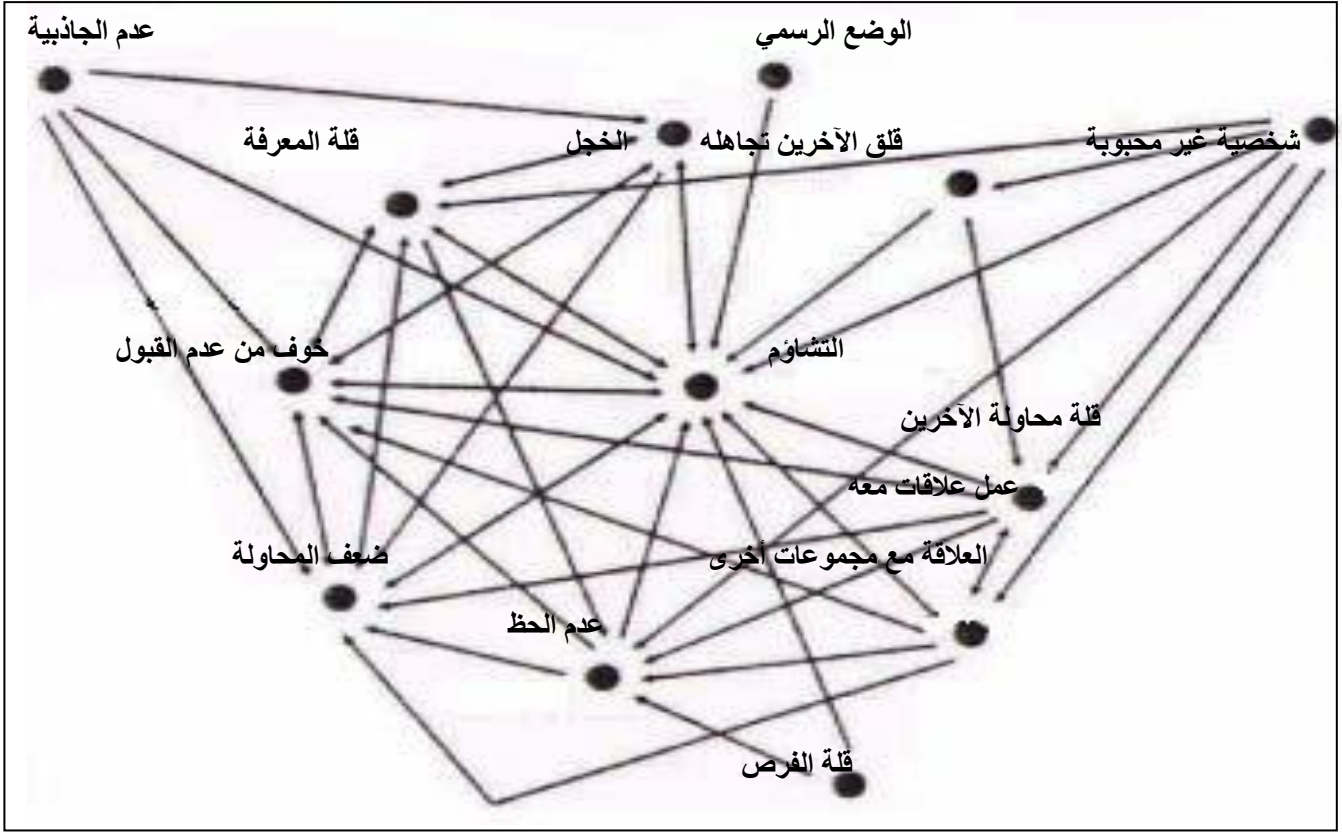 عدم الجاذبية
الوضع الرسمي
شخصية غير محبوبة
قلق الآخرين تجاهله
الخجل
قلة المعرفة
التشاؤم
خوف من عدم القبول
قلة محاولة الآخرين
عمل علاقات معه
العلاقة مع مجموعات أخرى
ضعف المحاولة
عدم الحظ
قلة الفرص